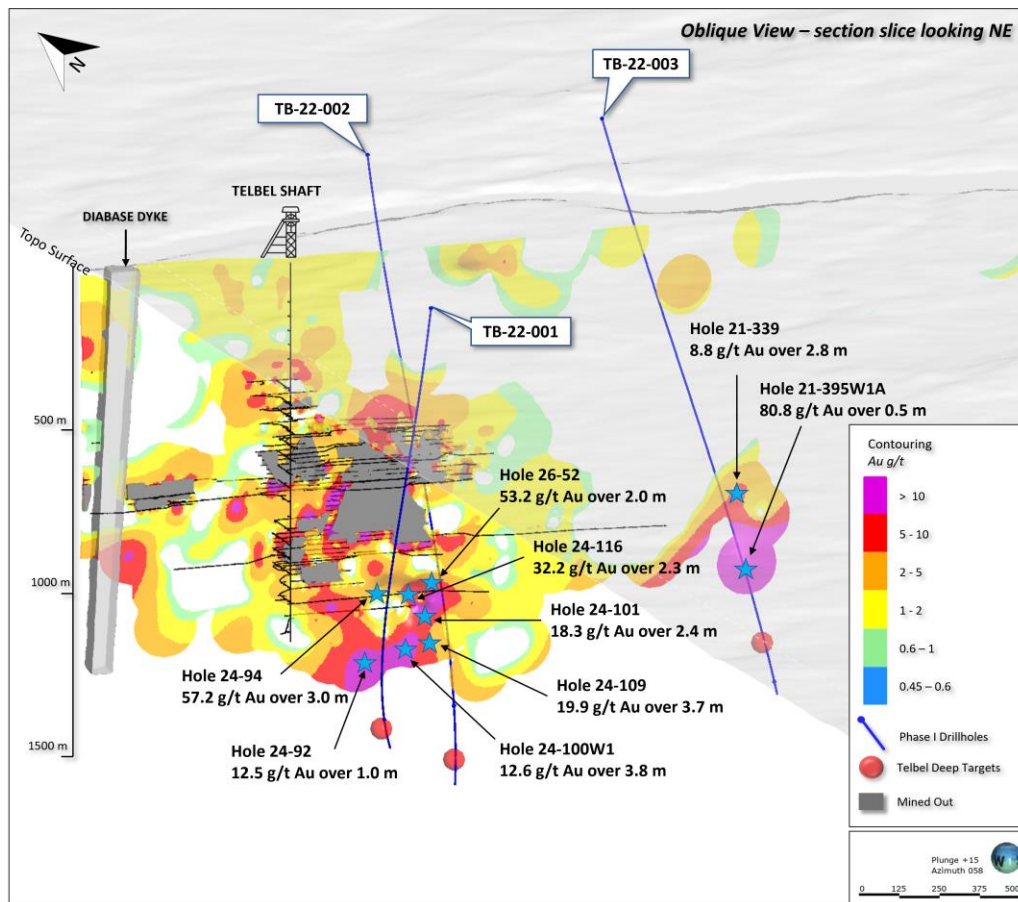 Oblique View – section slice looking NE
N
TB-22-003
TB-22-002
TELBEL SHAFT
DIABASE DYKE
Topo Surface
TB-22-001
Hole 21-339
8.8 g/t Au over 2.8 m
Hole 21-395W1A
80.8 g/t Au over 0.5 m
500 m
Hole 26-52
53.2 g/t Au over 2.0 m
Hole 24-116
32.2 g/t Au over 2.3 m
1000 m
Hole 24-101
18.3 g/t Au over 2.4 m
Hole 24-94
57.2 g/t Au over 3.0 m
Hole 24-109
19.9 g/t Au over 3.7 m
1500 m
Hole 24-92
12.5 g/t Au over 1.0 m
Hole 24-100W1
12.6 g/t Au over 3.8 m
Contouring
Au g/t
> 10
5 - 10
2 - 5
1 - 2
0.6 – 1
0.45 – 0.6
Phase I Drillholes
Telbel Deep Targets
Mined Out
Plunge +15
Azimuth 058
W
0 125 250 375 500